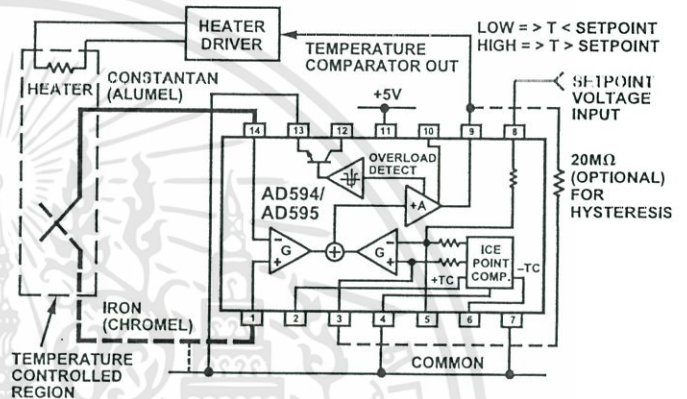 HEATER
DRIVER
LOW = > T < SETPOINT
HIGH = > T > SETPOINT
TEMPERATURE
COMPARATOR OUT
HEATER
CONSTANTAN
(ALUMEL)
+5V
SETPOINT
VOLTAGE
INPUT
14
13
12
11
10
9
8
OVERLOAD
DETECT
20MΩ
(OPTIONAL)
FOR
HYSTERESIS
AD594/
AD595
+A
–
G
+
–
G
+
ICE
POINT
COMP.
+TC
–TC
IRON
(CHROMEL)
1
2
3
4
5
6
7
TEMPERATURE
CONTROLLED
REGION
COMMON